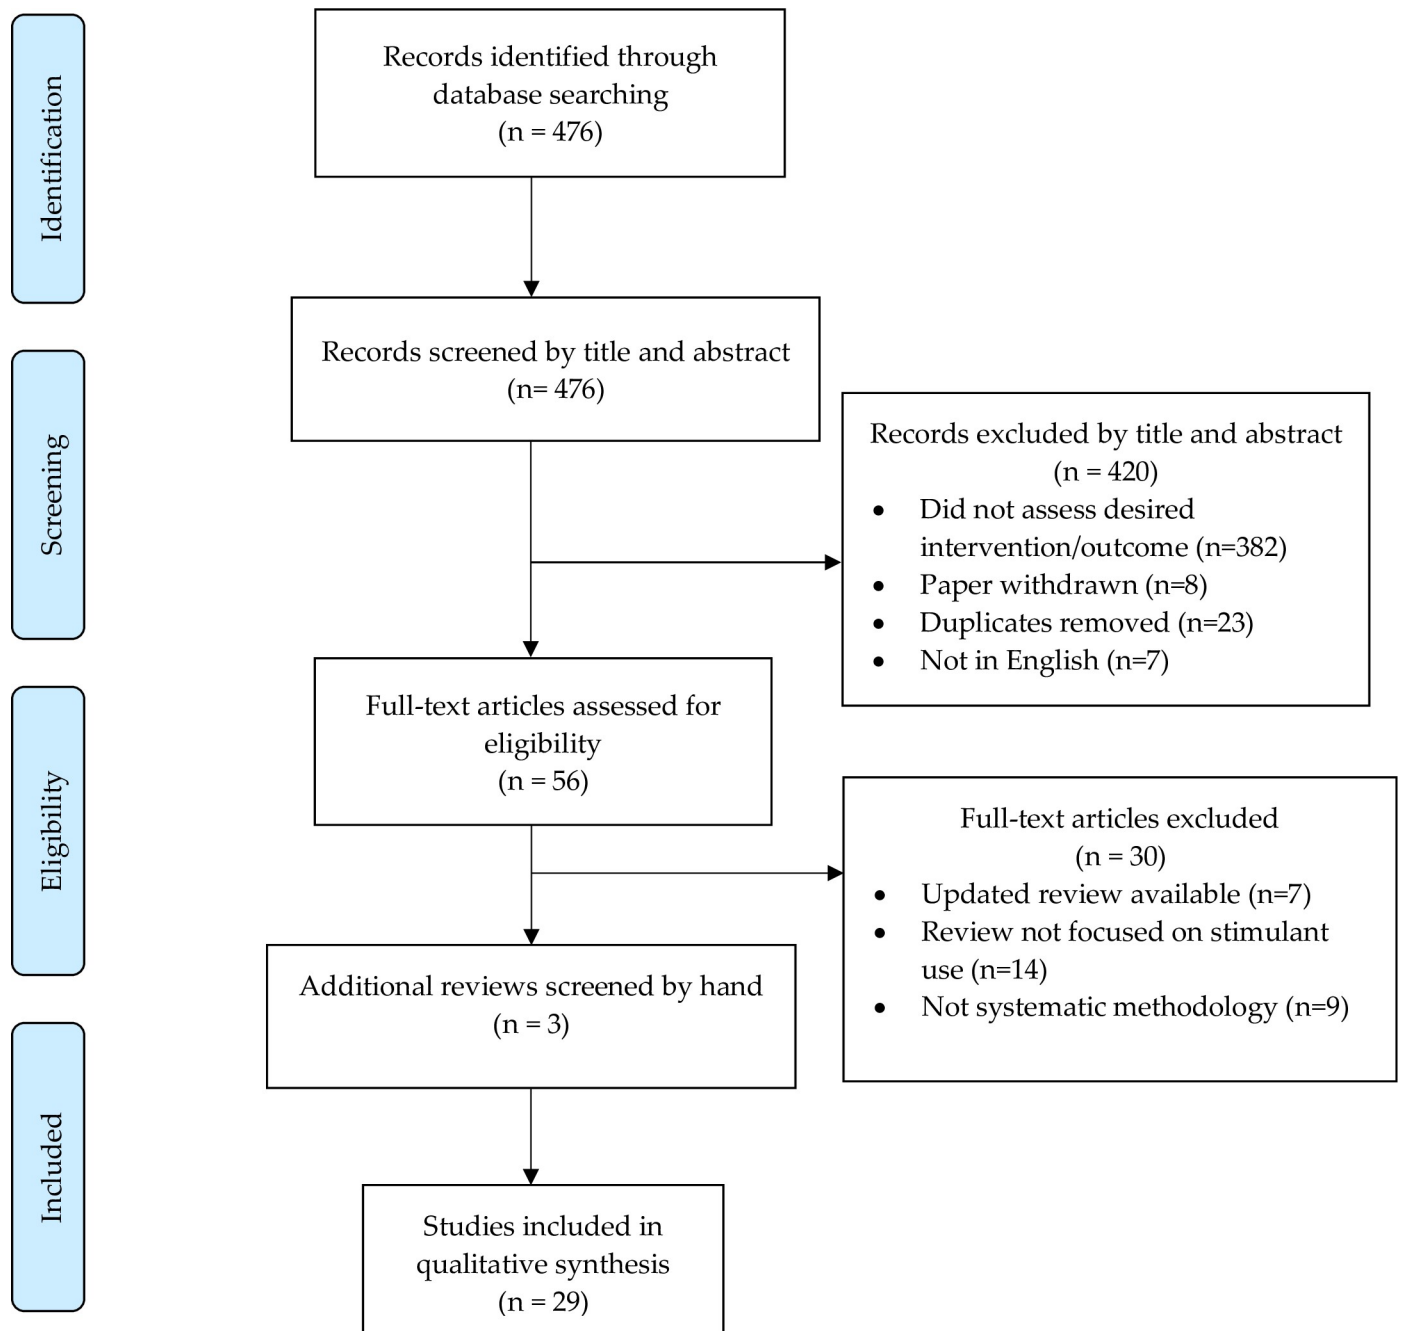 Identification
Records identified through
database searching
(n = 476)
Records screened by title and abstract
(n= 476)
Screening
Records excluded by title and abstract
(n = 420)
• Did not assess desired
intervention/outcome (n=382)
• Paper withdrawn (n=8)
• Duplicates removed (n=23)
• Not in English (n=7)
Full-text articles assessed for
eligibility
(n = 56)
Eligibility
Full-text articles excluded
(n = 30)
• Updated review available (n=7)
• Review not focused on stimulant
use (n=14)
• Not systematic methodology (n=9)
Additional reviews screened by hand
(n = 3)
Included
Studies included in
qualitative synthesis
(n = 29)